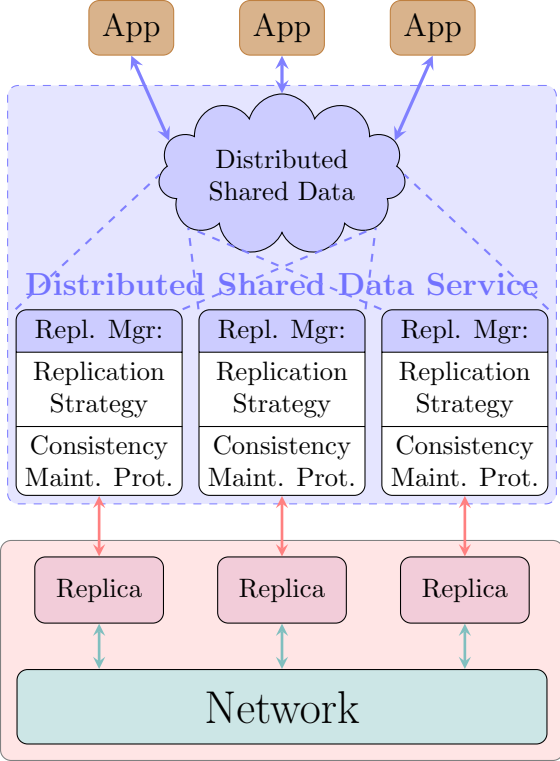 App App App
Distributed
Shared Data
Distributed Shared Data Service
Repl. Mgr: Repl. Mgr: Repl. Mgr:
Replication Replication Replication
Strategy Strategy Strategy
Consistency Consistency Consistency
Maint. Prot. Maint. Prot. Maint. Prot.
Replica Replica Replica
Network